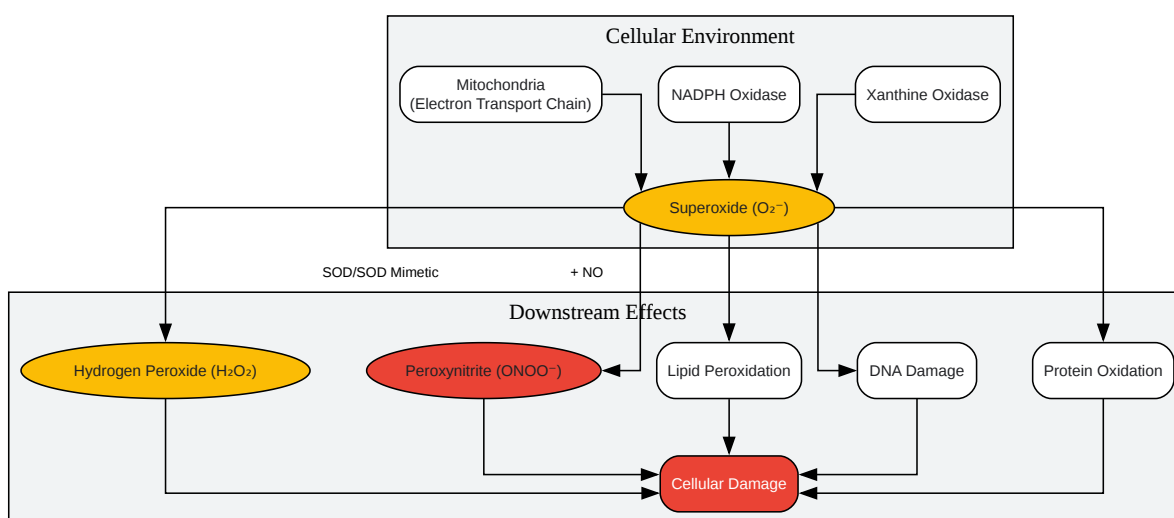 Cellular Environment
Mitochondria
(Electron Transport Chain)
NADPH Oxidase
Xanthine Oxidase
Superoxide (O₂⁻)
SOD/SOD Mimetic
+ NO
Downstream Effects
Hydrogen Peroxide (H₂O₂)
Peroxynitrite (ONOO⁻)
Lipid Peroxidation
DNA Damage
Protein Oxidation
Cellular Damage